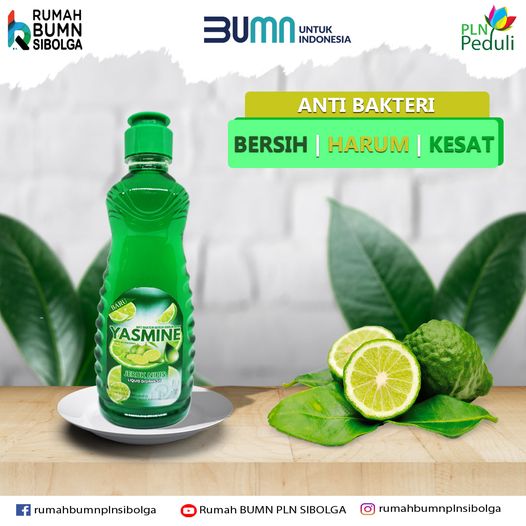 RUMAH
BUMN
SIBOLGA
BUMN UNTUK
INDONESIA
PLN
Peduli
ANTI BAKTERI
BERSIH | HARUM | KESAT
BARU
YASMINE
JERUK NIPIS
rumahbumnplnsibolga
Rumah BUMN PLN SIBOLGA
rumahbumnplnsibolga